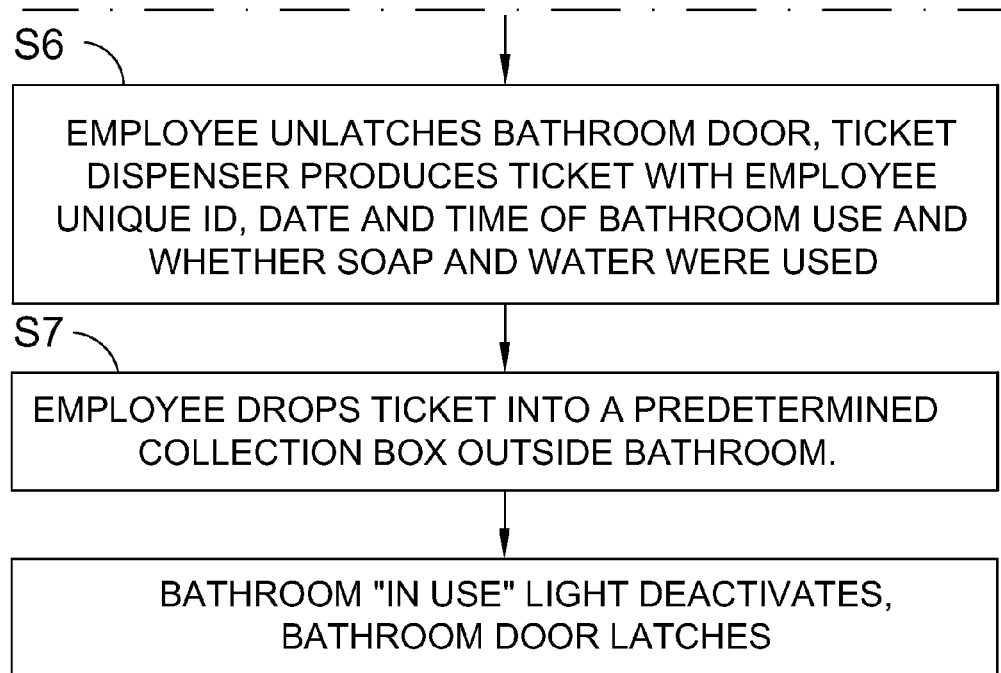 S6
EMPLOYEE UNLATCHES BATHROOM DOOR, TICKET
DISPENSER PRODUCES TICKET WITH EMPLOYEE
UNIQUE ID, DATE AND TIME OF BATHROOM USE AND
WHETHER SOAP AND WATER WERE USED
S7
EMPLOYEE DROPS TICKET INTO A PREDETERMINED
COLLECTION BOX OUTSIDE BATHROOM.
BATHROOM "IN USE" LIGHT DEACTIVATES,
BATHROOM DOOR LATCHES